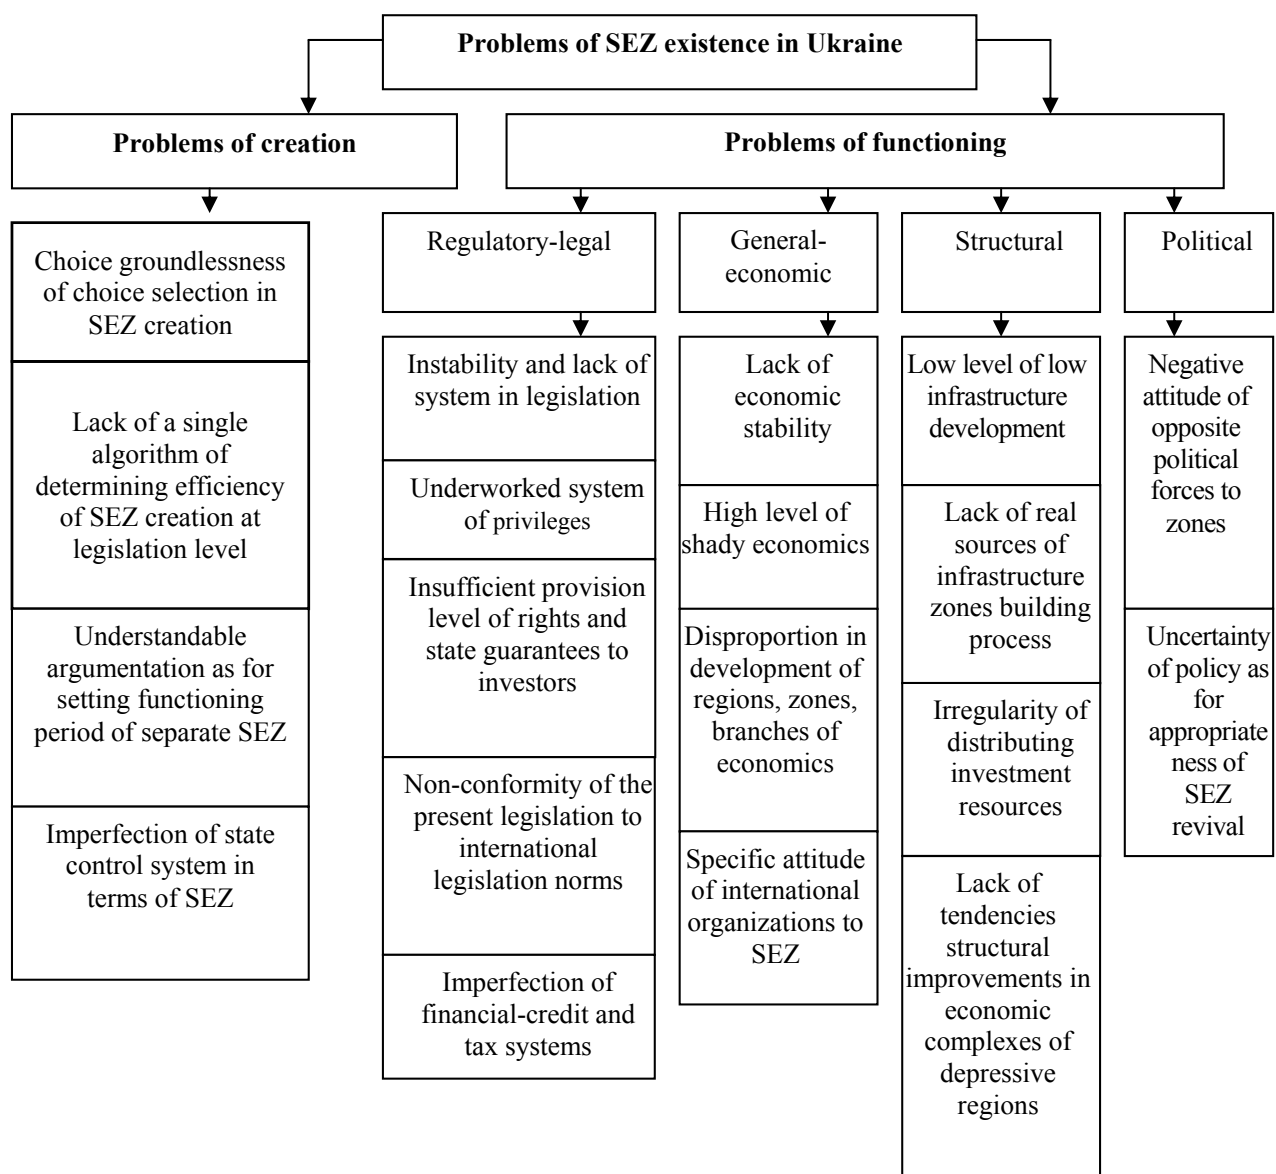 Problems of SEZ existence in Ukraine
Problems of creation
Problems of functioning
Choice groundlessness
of choice selection in
SEZ creation
Lack of a single
algorithm of
determining efficiency
of SEZ creation at
legislation level
Understandable
argumentation as for
setting functioning
period of separate SEZ
Imperfection of state
control system in
terms of SEZ
Regulatory-legal
Instability and lack of
system in legislation
Underworked system
of privileges
Insufficient provision
level of rights and
state guarantees to
investors
Non-conformity of the
present legislation to
international
legislation norms
Imperfection of
financial-credit and
tax systems
General-
economic
Lack of
economic
stability
High level of
shady economics
Disproportion in
development of
regions, zones,
branches of
economics
Specific attitude
of international
organizations to
SEZ
Structural
Low level of low
infrastructure
development
Lack of real
sources of
infrastructure
zones building
process
Irregularity of
distributing
investment
resources
Lack of
tendencies
structural
improvements in
economic
complexes of
depressive
regions
Political
Negative
attitude of
opposite
political
forces to
zones
Uncertainty
of policy as
for
appropriate
ness of
SEZ
revival